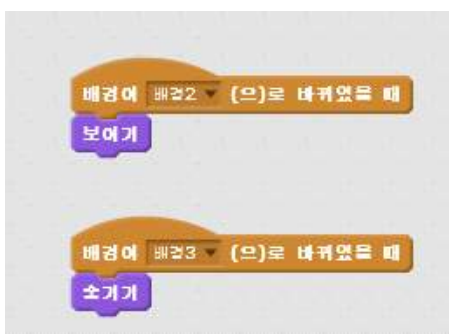 배경이 배경2 (으)로 바뀌었을 때
보이기
배경이 배경3 (으)로 바뀌었을 때
숨기기